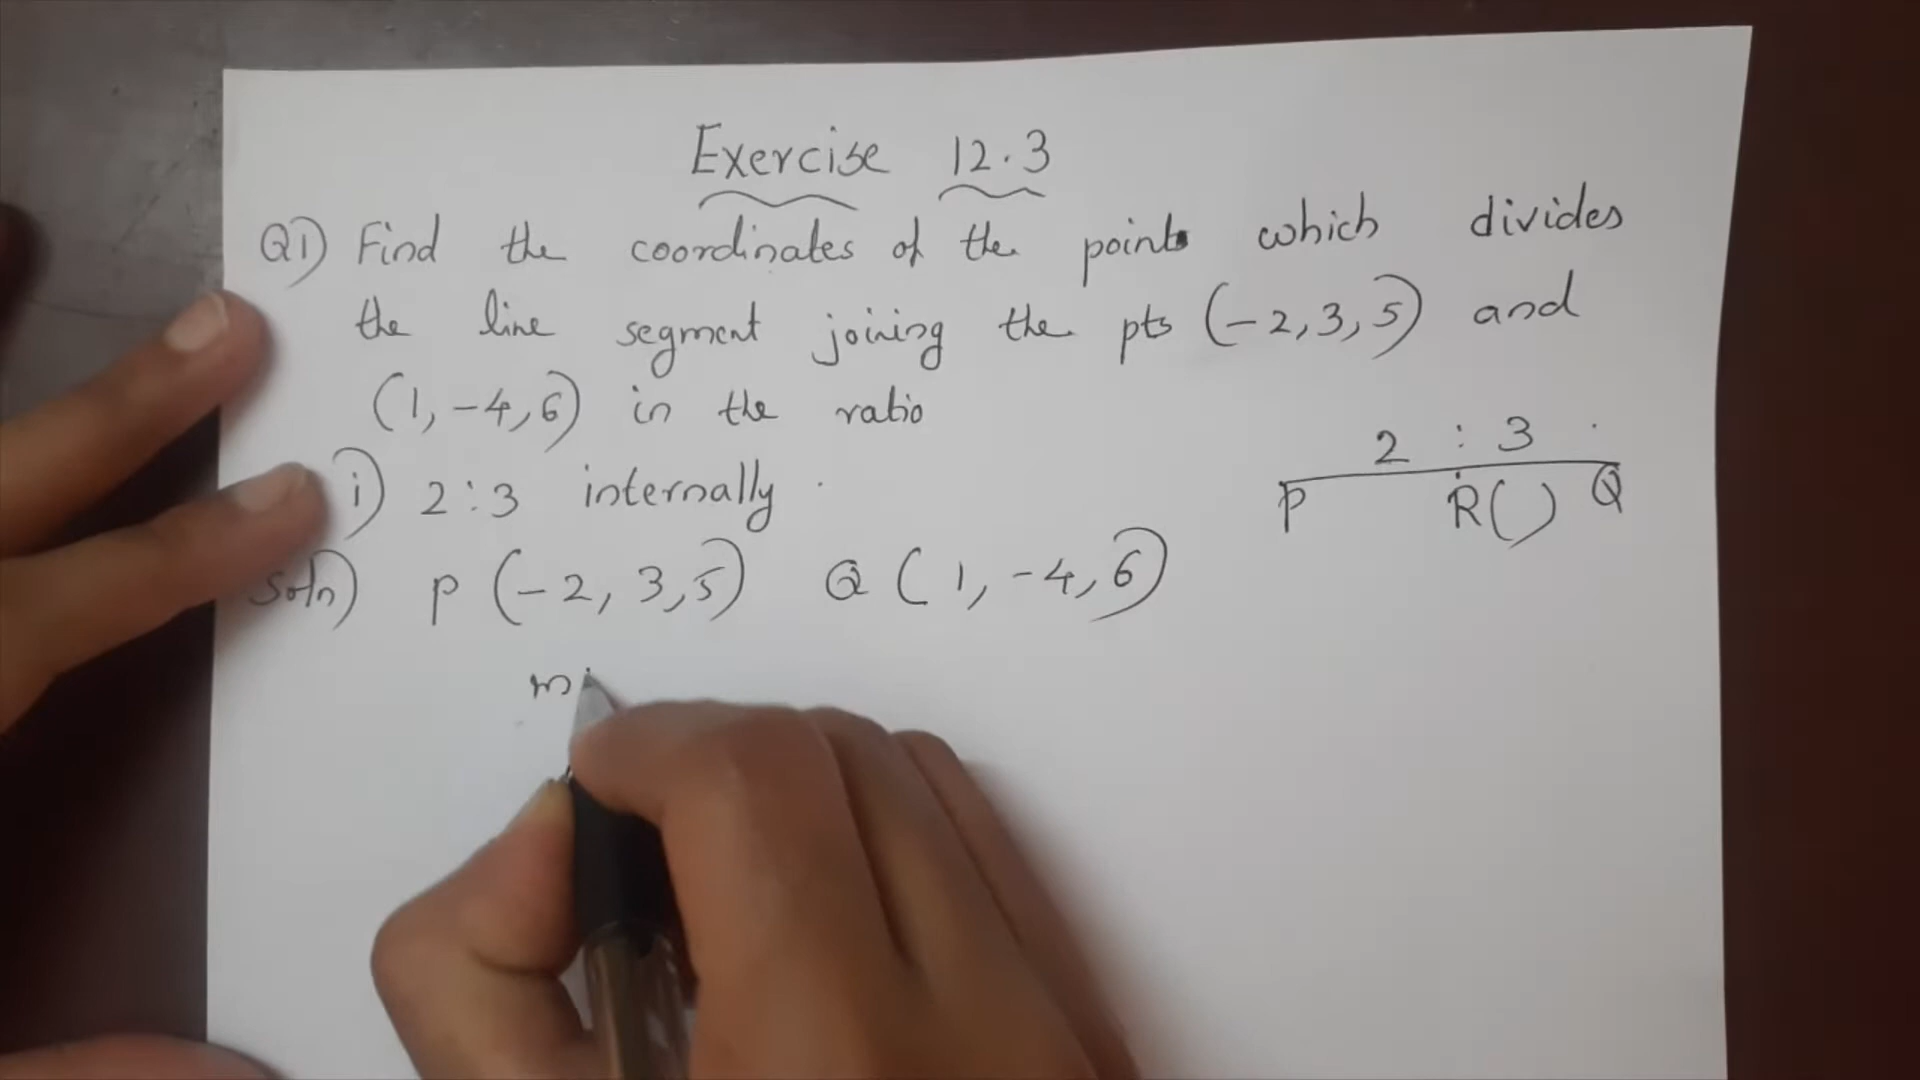 Exercise 12.3
Q1) Find the coordinates of the points which divides
the line segment joining the pts (-2,3,5) and
(1,-4,6) in the ratio
2 : 3
i) 2:3 internally.
P R( ) Q
Soln) P (-2, 3,5) Q (1, -4,6)
m